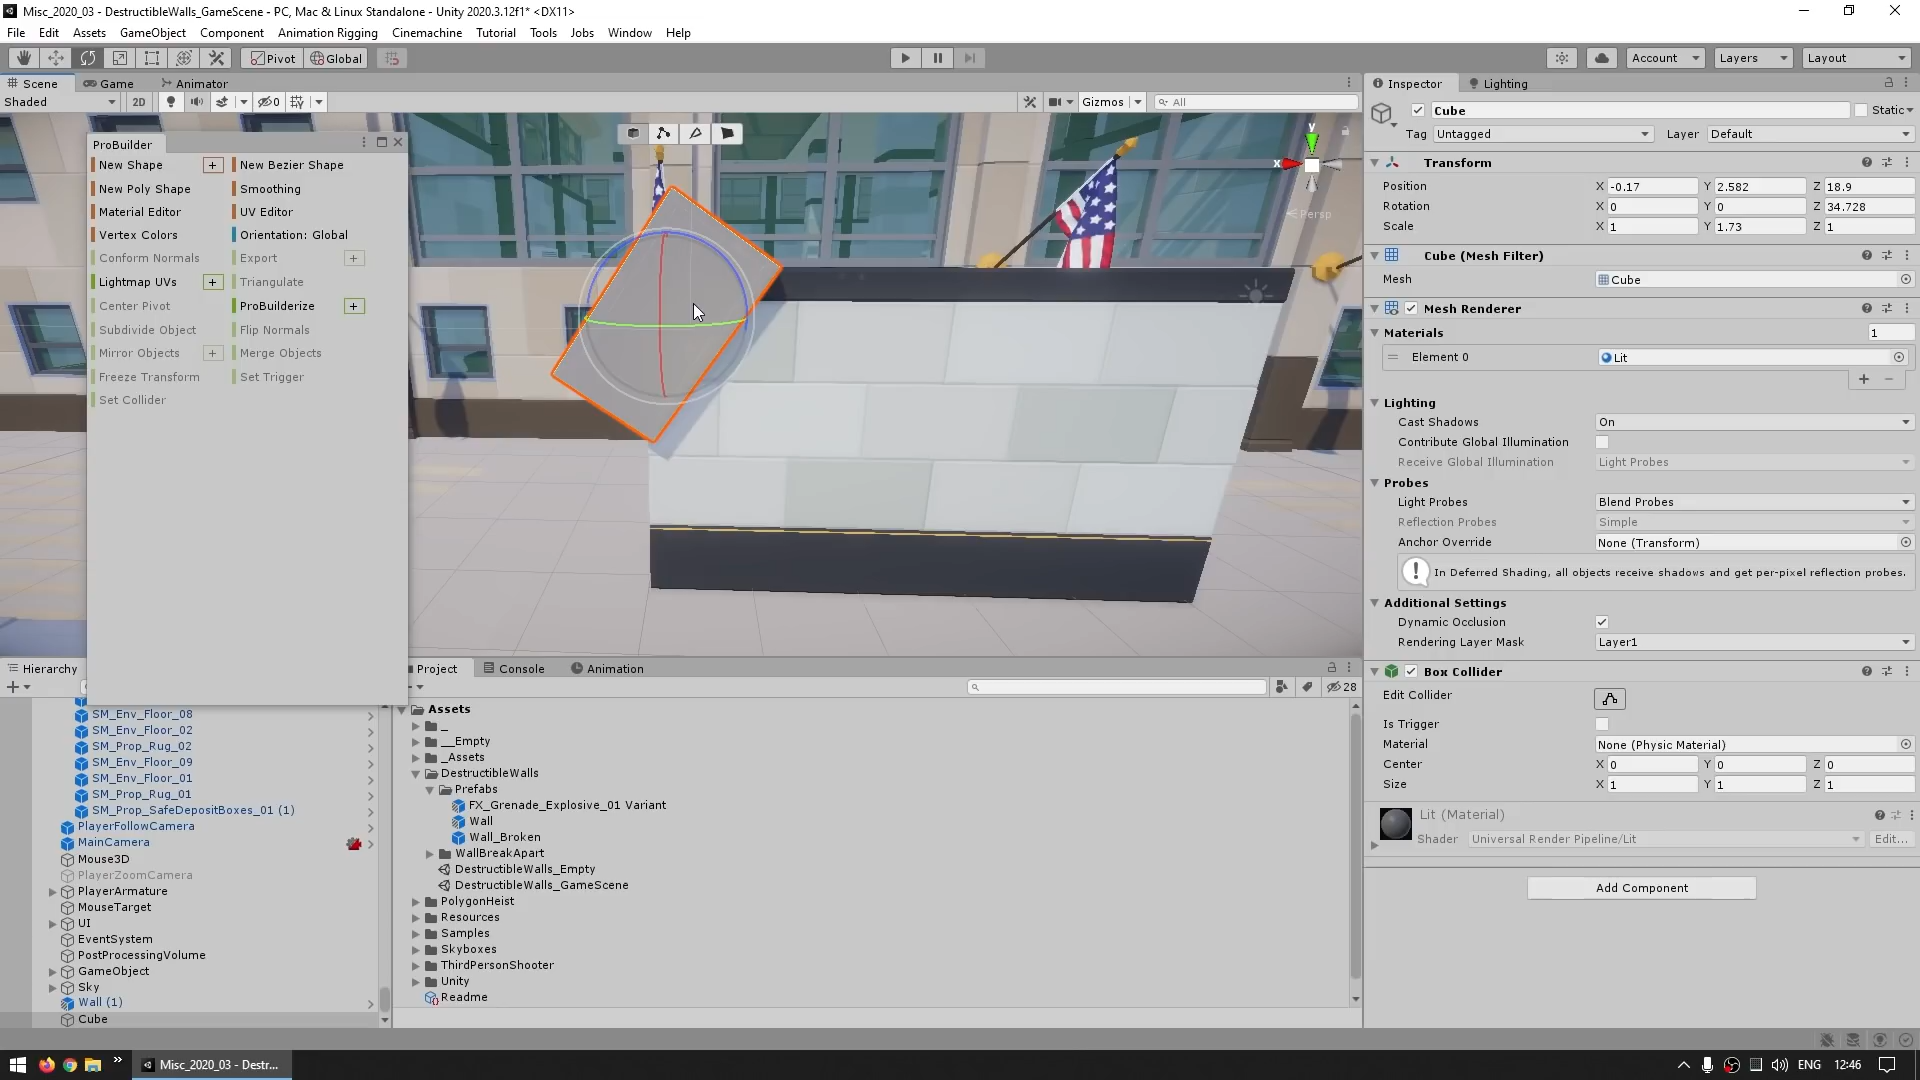 Misc_2020_03 - DestructibleWalls_GameScene - PC, Mac & Linux Standalone - Unity 2020.3.12f1* <DX11>
File Edit Assets GameObject Component Animation Rigging Cinemachine Tutorial Tools Jobs Window Help
Pivot Global Account Layers Layout
Scene Game Animator
Shaded 2D 0 Gizmos All
ProBuilder
New Shape + New Bezier Shape
New Poly Shape Smoothing
Material Editor UV Editor
Vertex Colors Orientation: Global
Conform Normals Export +
Lightmap UVs + Triangulate
Center Pivot ProBuilderize +
Subdivide Object Flip Normals
Mirror Objects + Merge Objects
Freeze Transform Set Trigger
Set Collider
y
x
Persp
Inspector Lighting
Cube Static
Tag Untagged Layer Default
Transform
Position X -0.17 Y 2.582 Z 18.9
Rotation X 0 Y 0 Z 34.728
Scale X 1 Y 1.73 Z 1
Cube (Mesh Filter)
Mesh Cube
Mesh Renderer
Materials 1
Element 0 Lit
+ -
Lighting
Cast Shadows On
Contribute Global Illumination
Receive Global Illumination Light Probes
Probes
Light Probes Blend Probes
Reflection Probes Simple
Anchor Override None (Transform)
In Deferred Shading, all objects receive shadows and get per-pixel reflection probes.
Additional Settings
Dynamic Occlusion
Rendering Layer Mask Layer1
Box Collider
Edit Collider
Is Trigger
Material None (Physic Material)
Center X 0 Y 0 Z 0
Size X 1 Y 1 Z 1
Lit (Material)
Shader Universal Render Pipeline/Lit Edit...
Add Component
Hierarchy
+
SM_Env_Floor_08
SM_Env_Floor_02
SM_Prop_Rug_02
SM_Env_Floor_09
SM_Env_Floor_01
SM_Prop_Rug_01
SM_Prop_SafeDepositBoxes_01 (1)
PlayerFollowCamera
MainCamera
Mouse3D
PlayerZoomCamera
PlayerArmature
MouseTarget
UI
EventSystem
PostProcessingVolume
GameObject
Sky
Wall (1)
Cube
Project Console Animation
28
Assets
_
__Empty
_Assets
DestructibleWalls
Prefabs
FX_Grenade_Explosive_01 Variant
Wall
Wall_Broken
WallBreakApart
DestructibleWalls_Empty
DestructibleWalls_GameScene
PolygonHeist
Resources
Samples
Skyboxes
ThirdPersonShooter
Unity
Readme
Misc_2020_03 - Destr...
ENG 12:46